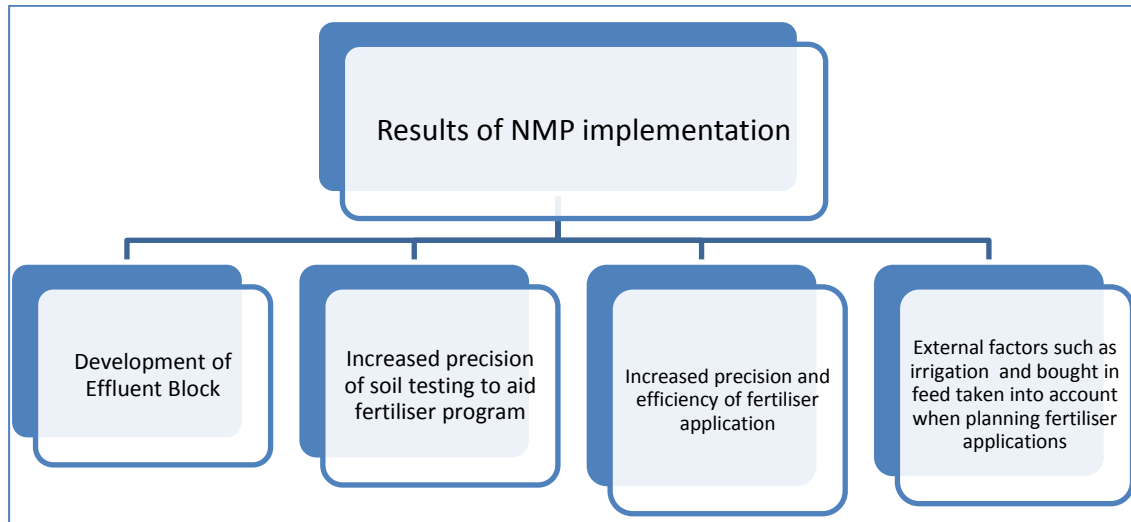 Results of NMP implementation
Development of
Effluent Block
Increased precision
of soil testing to aid
fertiliser program
Increased precision and
efficiency of fertiliser
application
External factors such as
irrigation and bought in
feed taken into account
when planning fertiliser
applications